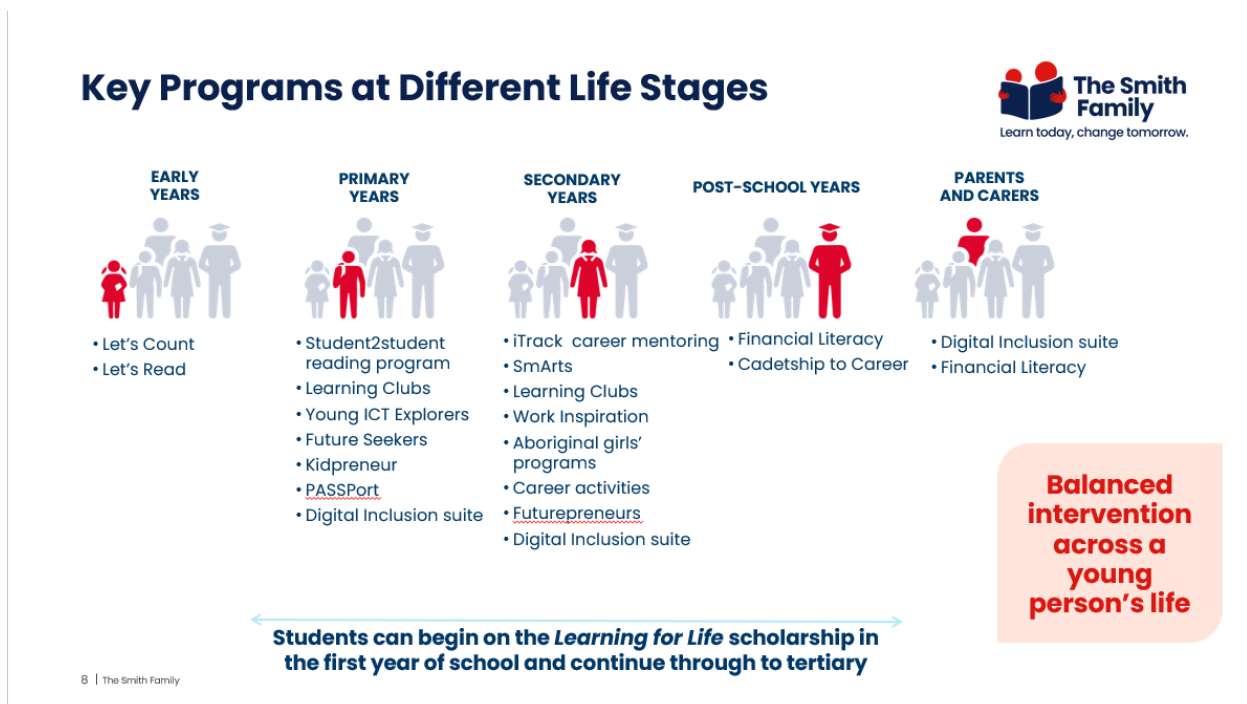 Key Programs at Different Life Stages
The Smith
Family
Learn today, change tomorrow.
EARLY
YEARS
• Let's Count
• Let's Read
PRIMARY
YEARS
• Student2student
reading program
• Learning Clubs
• Young ICT Explorers
• Future Seekers
• Kidpreneur
• PASSPort
• Digital Inclusion suite
SECONDARY
YEARS
• iTrack  career mentoring
• SmArts
• Learning Clubs
• Work Inspiration
• Aboriginal girls'
programs
• Career activities
• Futurepreneurs
• Digital Inclusion suite
POST-SCHOOL YEARS
• Financial Literacy
• Cadetship to Career
PARENTS
AND CARERS
• Digital Inclusion suite
• Financial Literacy
Balanced
intervention
across a
young
person's life
Students can begin on the Learning for Life scholarship in
the first year of school and continue through to tertiary
8 | The Smith Family